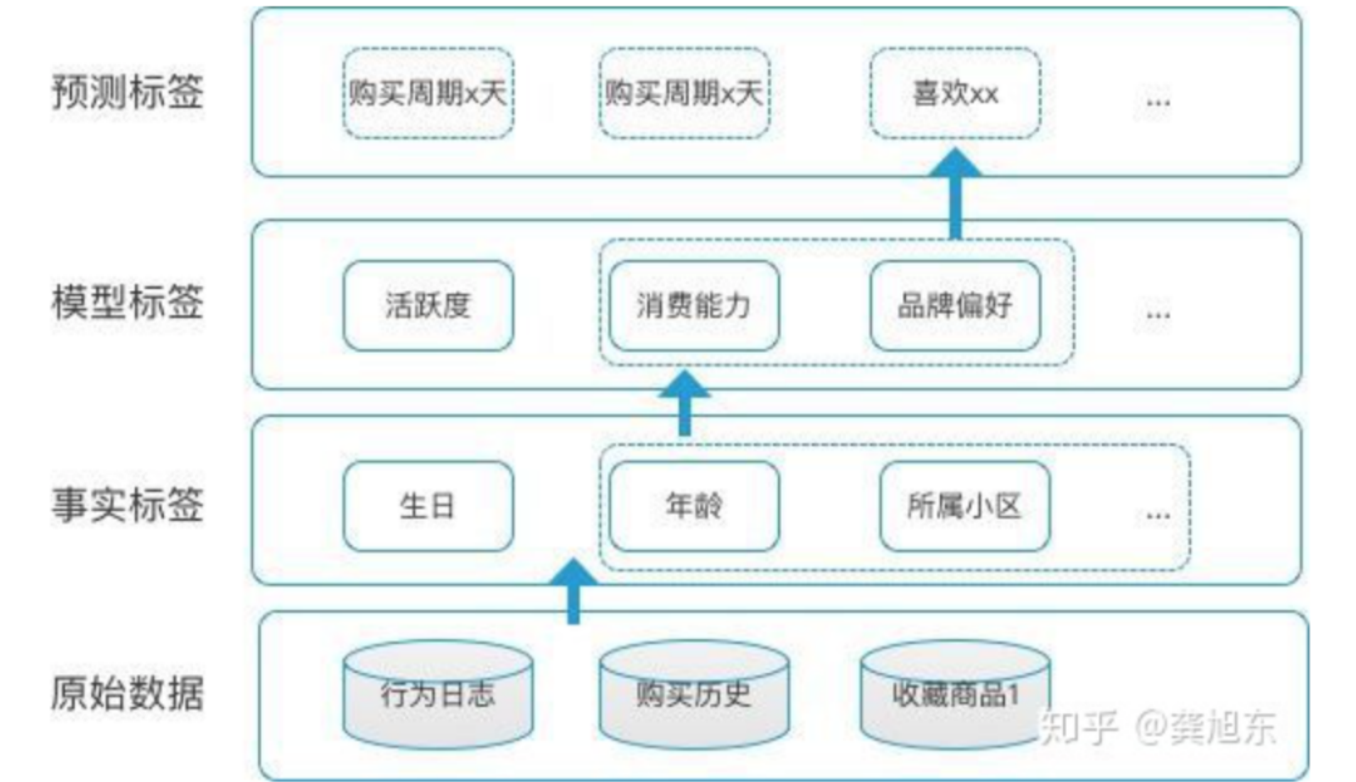 预测标签
购买周期x天
购买周期x天
喜欢xx
...
模型标签
活跃度
消费能力
品牌偏好
...
事实标签
生日
年龄
所属小区
...
原始数据
行为日志
购买历史
收藏商品1
知乎 @龚旭东